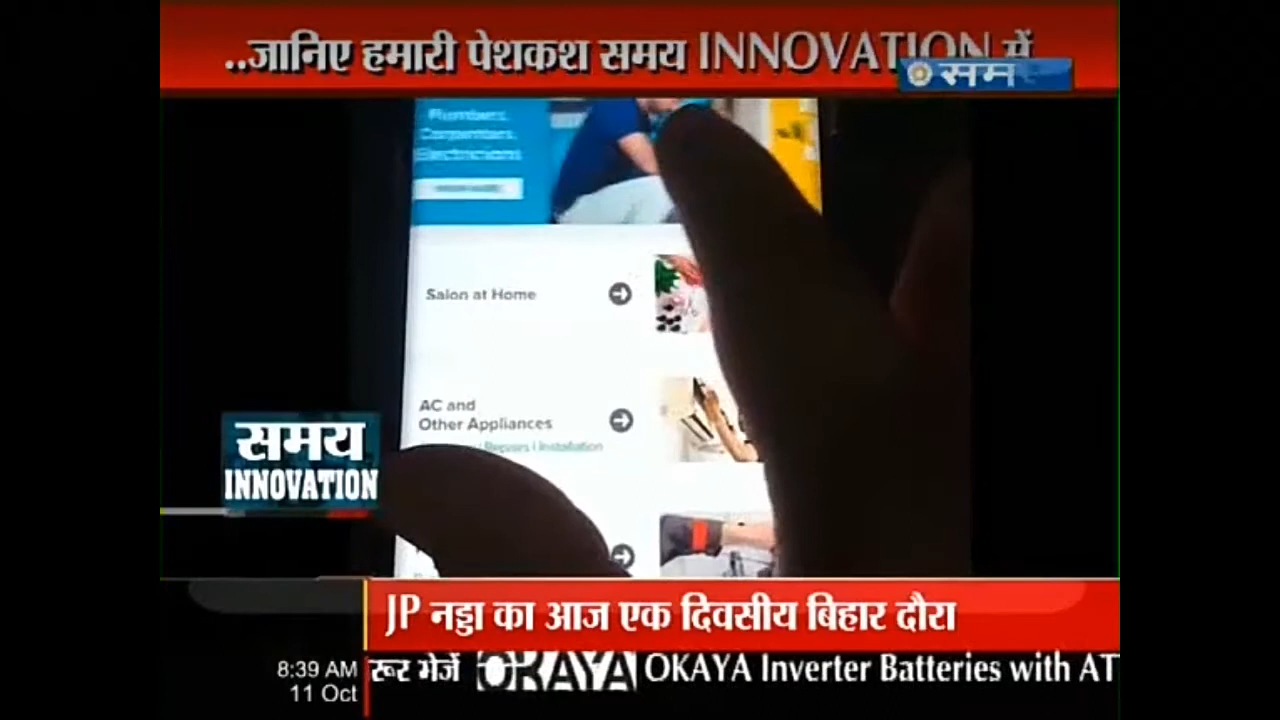 ..जानिए हमारी पेशकश समय INNOVATION में
सम
Plumbers,
Carpenters,
Electricians
Salon at Home
AC and
Other Appliances
Repairs | Installation
समय
INNOVATION
JP नड्डा का आज एक दिवसीय बिहार दौरा
8:39 AM
11 Oct
रूर भेजें OKAYA OKAYA Inverter Batteries with AT